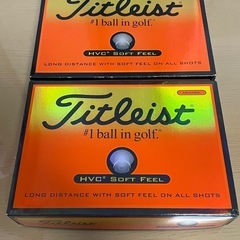 #1 ball in golf.
HVC® SOFT FEEL
LONG DISTANCE WITH SOFT FEEL ON ALL SHOTS
Titleist
#1 ball in golf.®
HVC® SOFT FEEL
LONG DISTANCE WITH SOFT FEEL ON ALL SHOTS